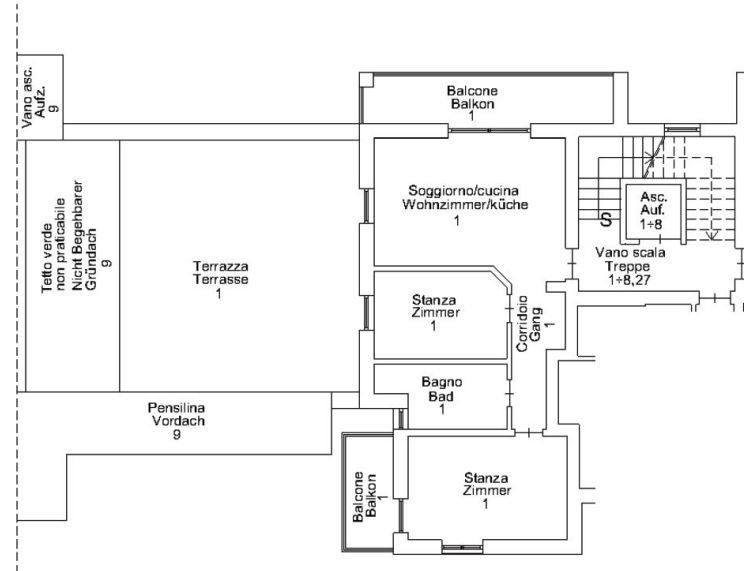 Vano asc.
Aufz.
9
Balcone
Balkon
1
Soggiorno/cucina
Wohnzimmer/küche
1
S
Asc.
Auf.
1÷8
Vano scala
Treppe
1÷8,27
Tetto verde
non praticabile
Nicht Begehbarer
Gründach
9
Terrazza
Terrasse
1
Stanza
Zimmer
1
Corridoio
Gang
1
Bagno
Bad
1
Pensilina
Vordach
9
Balcone
Balkon
1
Stanza
Zimmer
1